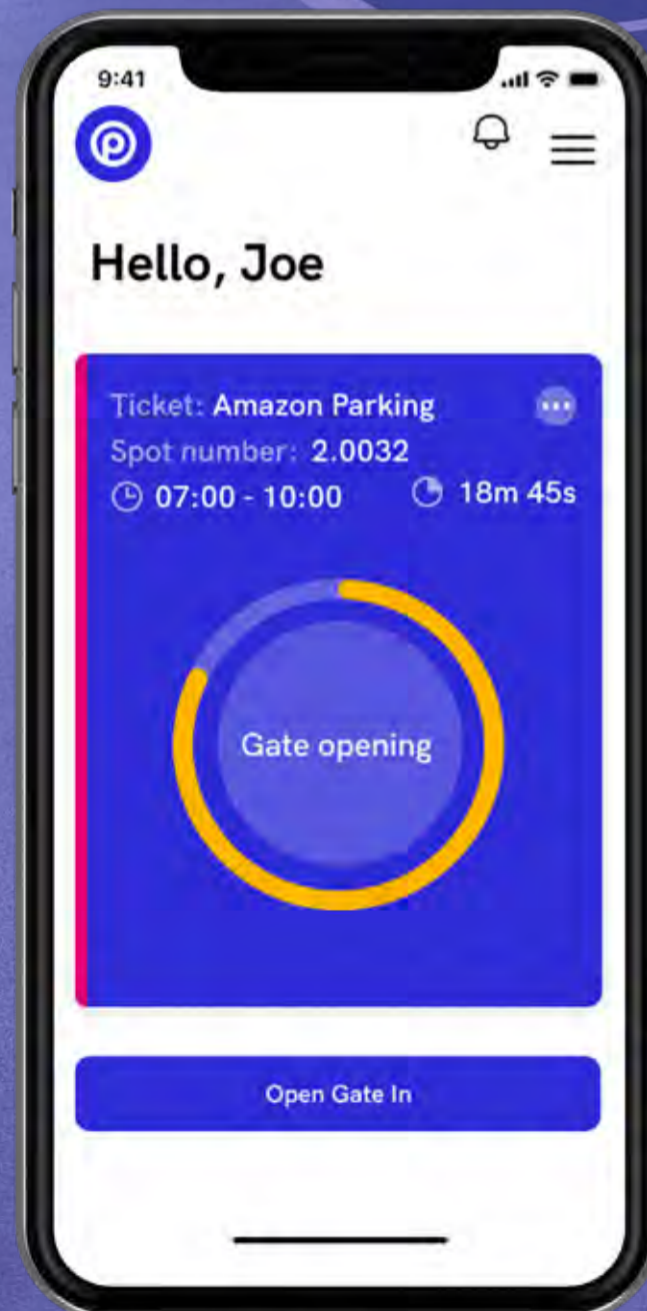 9:41
Hello, Joe
Ticket: Amazon Parking
Spot number: 2.0032
07:00 - 10:00 18m 45s
Gate opening
Open Gate In